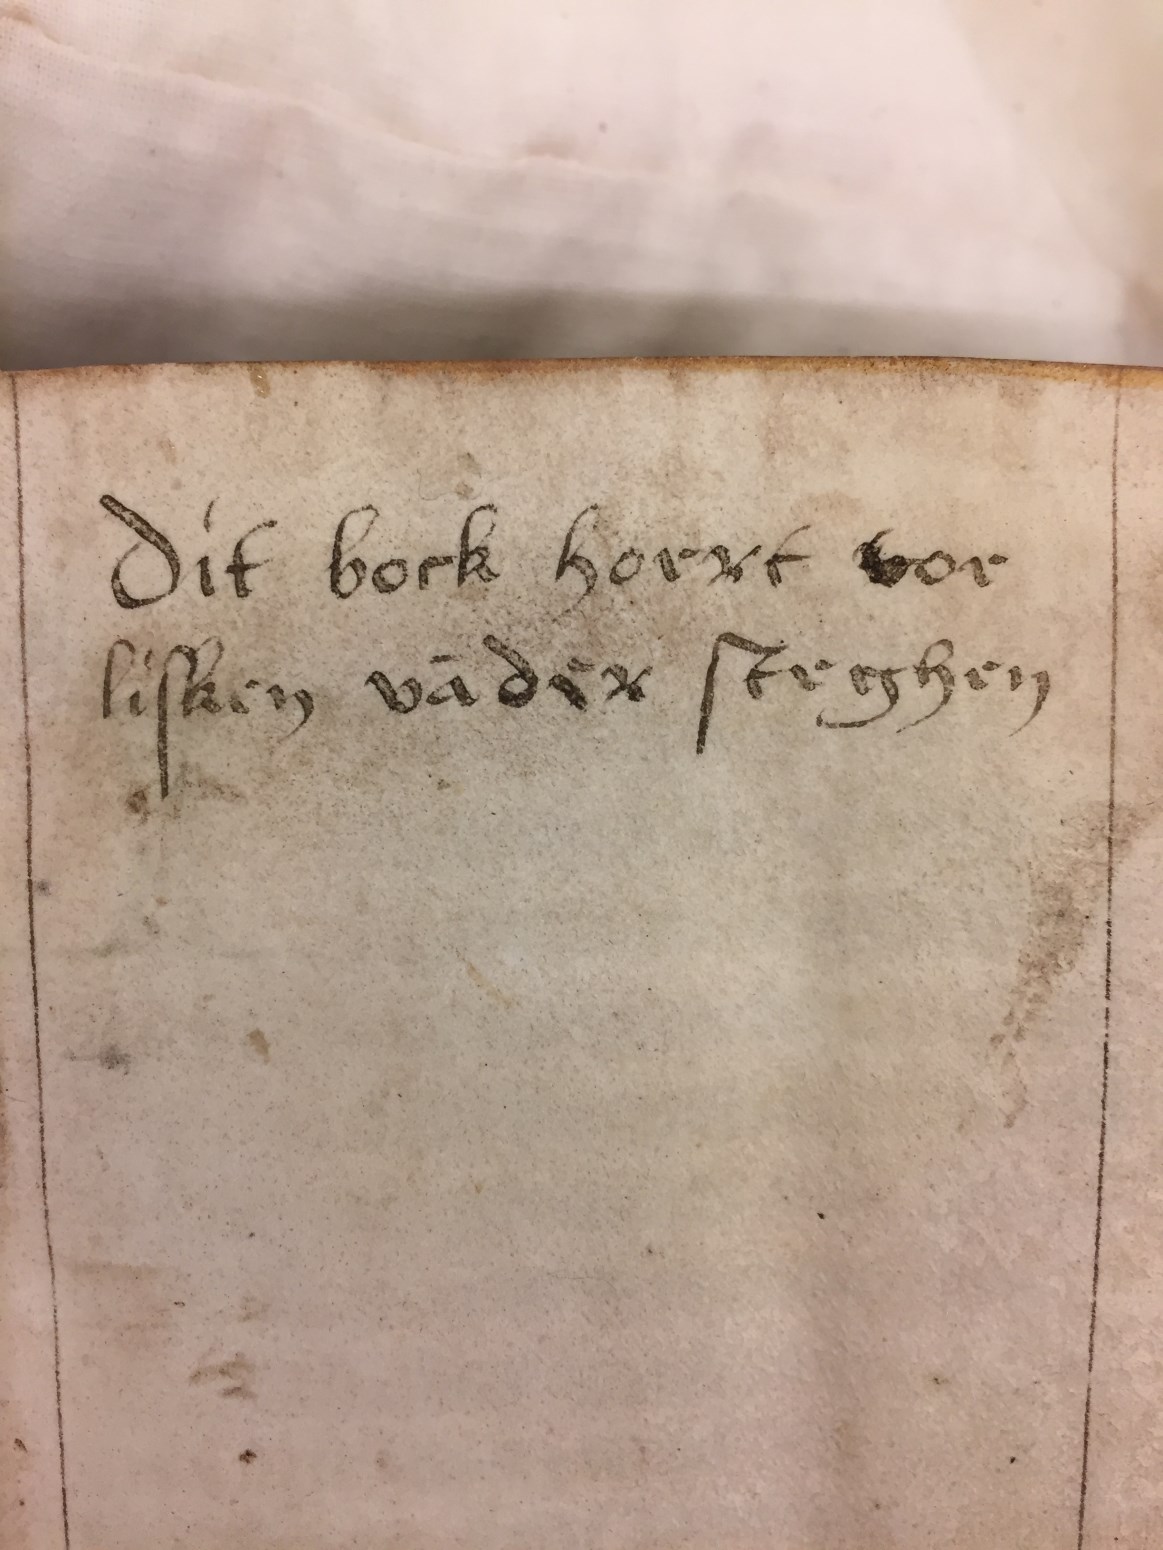 Dit boek hoert toe
lisken vāder steghen